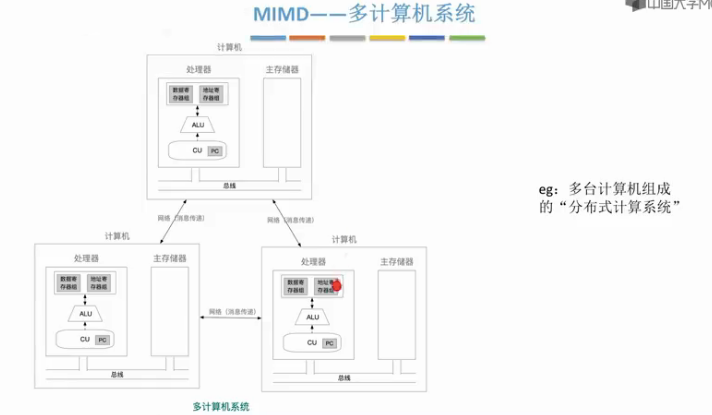 MIMD——多计算机系统
中国大学M
计算机
处理器
主存储器
数据寄
存器组
地址寄
存器组
ALU
CU
PC
总线
网络（消息传递）
网络（消息传递）
eg：多台计算机组成
的“分布式计算系统”
计算机
处理器
主存储器
数据寄
存器组
地址寄
存器组
ALU
CU
PC
总线
网络（消息传递）
计算机
处理器
主存储器
数据寄
存器组
地址寄
存器组
ALU
CU
PC
总线
多计算机系统